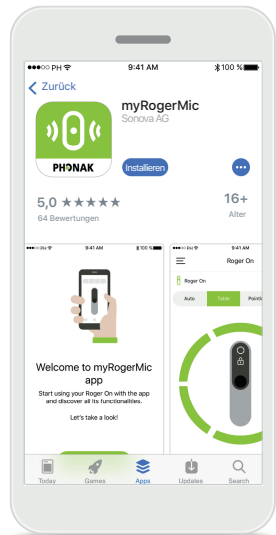 PH 9:41 AM 100 %
Zurück
myRogerMic
Sonova AG
PHONAK
Installieren
5,0 ★★★★★ 16+
64 Bewertungen Alter
PH 9:41 AM 100 %
Welcome to myRogerMic
app
Start using your Roger On with the app
and discover all its functionalities.
Let's take a look!
PH 9:41 AM
Roger On
Roger On
Auto Table
Today Games Apps Updates Search